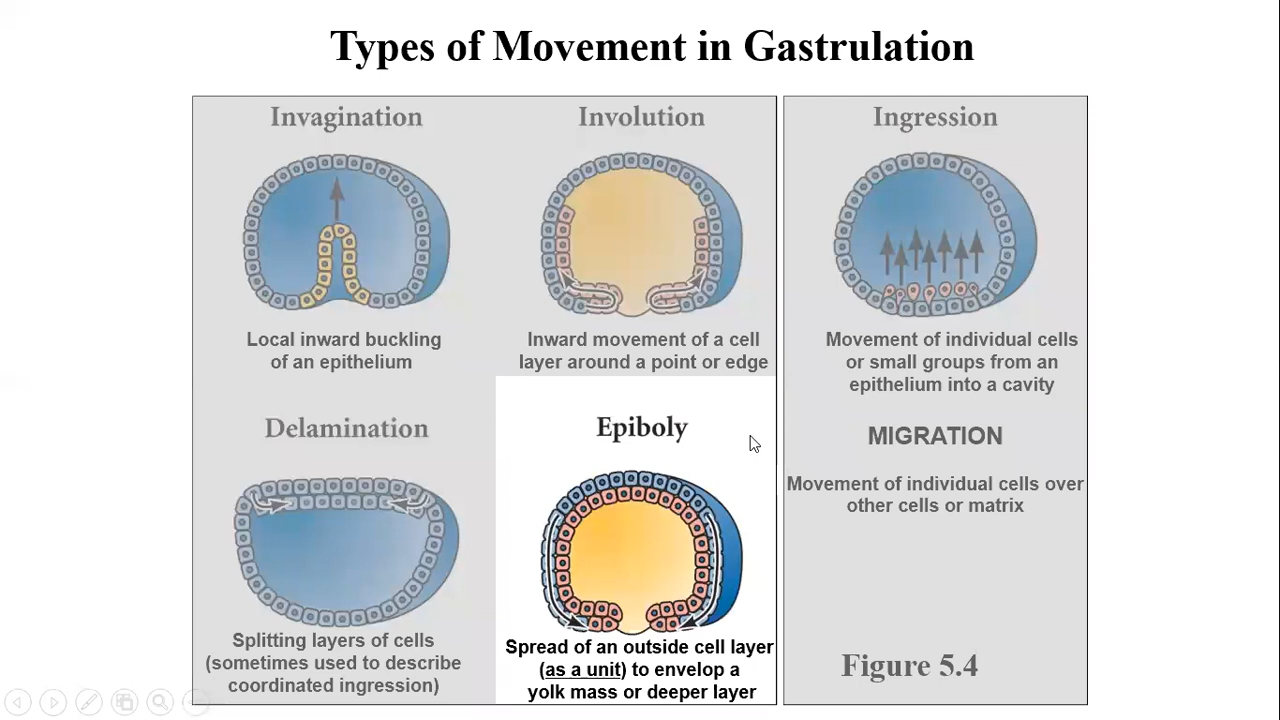 Types of Movement in Gastrulation
Invagination
Local inward buckling
of an epithelium
Involution
Inward movement of a cell
layer around a point or edge
Ingression
Movement of individual cells
or small groups from an
epithelium into a cavity
Delamination
Splitting layers of cells
(sometimes used to describe
coordinated ingression)
Epiboly
Spread of an outside cell layer
(as a unit) to envelop a
yolk mass or deeper layer
MIGRATION
Movement of individual cells over
other cells or matrix
Figure 5.4